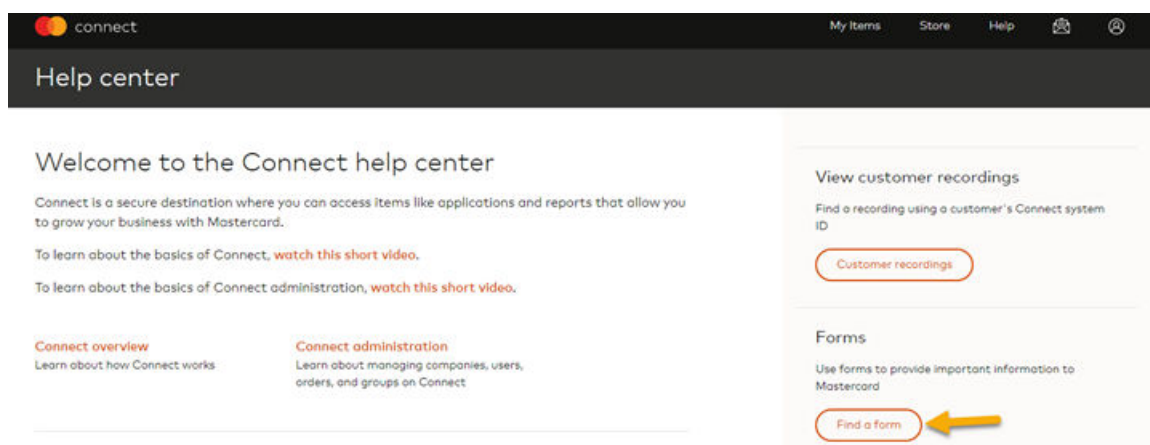 connect
My Items Store Help
Help center
Welcome to the Connect help center
Connect is a secure destination where you can access items like applications and reports that allow you
to grow your business with Mastercard.
To learn about the basics of Connect, watch this short video.
To learn about the basics of Connect administration, watch this short video.
Connect overview
Learn about how Connect works
Connect administration
Learn about managing companies, users,
orders, and groups on Connect
View customer recordings
Find a recording using a customer's Connect system
ID
Customer recordings
Forms
Use forms to provide important information to
Mastercard
Find a form